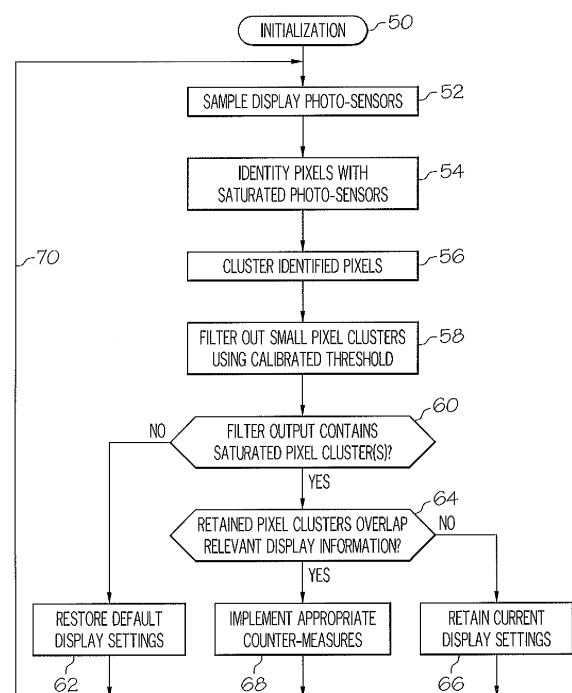 INITIALIZATION
50
SAMPLE DISPLAY PHOTO-SENSORS
52
IDENTITY PIXELS WITH
SATURATED PHOTO-SENSORS
54
70
CLUSTER IDENTIFIED PIXELS
56
FILTER OUT SMALL PIXEL CLUSTERS
USING CALIBRATED THRESHOLD
58
60
NO
FILTER OUTPUT CONTAINS
SATURATED PIXEL CLUSTER(S)?
YES
64
RETAINED PIXEL CLUSTERS OVERLAP
RELEVANT DISPLAY INFORMATION?
NO
YES
RESTORE DEFAULT
DISPLAY SETTINGS
62
IMPLEMENT APPROPRIATE
COUNTER-MEASURES
68
RETAIN CURRENT
DISPLAY SETTINGS
66